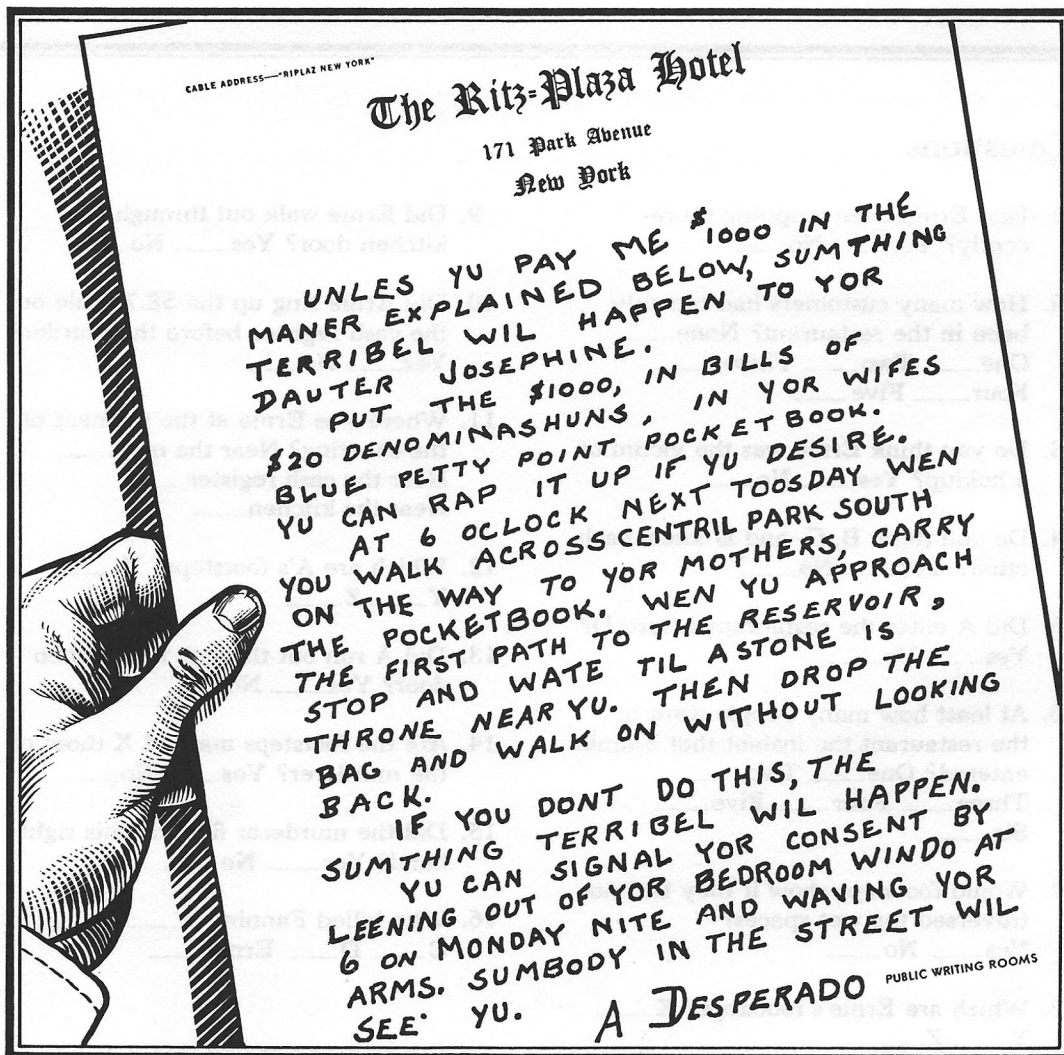 CABLE ADDRESS—"RIPLAZ NEW YORK"
The Ritz-Plaza Hotel
171 Park Avenue
New York
UNLES YU PAY ME $1000 IN THE
MANER EXPLAINED BELOW, SUMTHING
TERRIBEL WIL HAPPEN TO YOR
DAUTER JOSEPHINE.
PUT THE $1000, IN BILLS OF
$20 DENOMINASHUNS, IN YOR WIFES
BLUE PETTY POINT POCKETBOOK.
YU CAN RAP IT UP IF YU DESIRE.
AT 6 OCLOCK NEXT TOOSDAY WEN
YOU WALK ACROSS CENTRIL PARK SOUTH
ON THE WAY TO YOR MOTHERS, CARRY
THE POCKETBOOK. WEN YU APPROACH
THE FIRST PATH TO THE RESERVOIR,
STOP AND WATE TIL A STONE IS
THRONE NEAR YU. THEN DROP THE
BAG AND WALK ON WITHOUT LOOKING
BACK.
IF YOU DONT DO THIS, THE
SUMTHING TERRIBEL WIL HAPPEN.
YU CAN SIGNAL YOR CONSENT BY
LEENING OUT OF YOR BEDROOM WINDO AT
6 ON MONDAY NITE AND WAVING YOR
ARMS. SUMBODY IN THE STREET WIL
SEE YU.
A DESPERADO
PUBLIC WRITING ROOMS